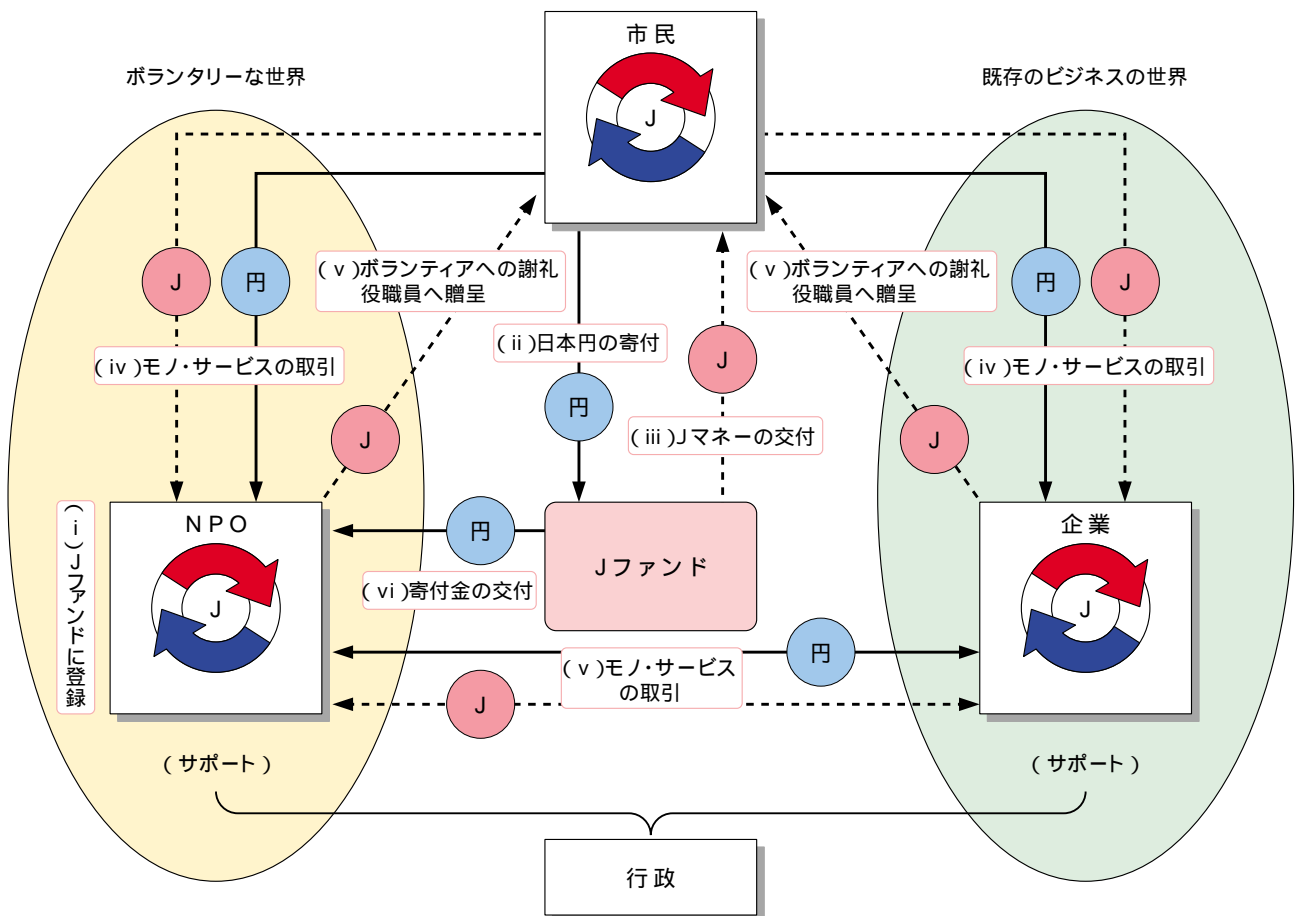 市民
J
ボランタリーな世界
既存のビジネスの世界
J
円
(ⅴ)ボランティアへの謝礼
役職員へ贈呈
(ⅴ)ボランティアへの謝礼
役職員へ贈呈
円
J
(ⅱ)日本円の寄付
J
(ⅳ)モノ・サービスの取引
(ⅳ)モノ・サービスの取引
円
J
(ⅲ)Jマネーの交付
J
(ⅰ)Jファンドに登録
NPO
J
円
(ⅵ)寄付金の交付
Jファンド
企業
J
円
(ⅴ)モノ・サービス
の取引
J
(サポート)
(サポート)
行政